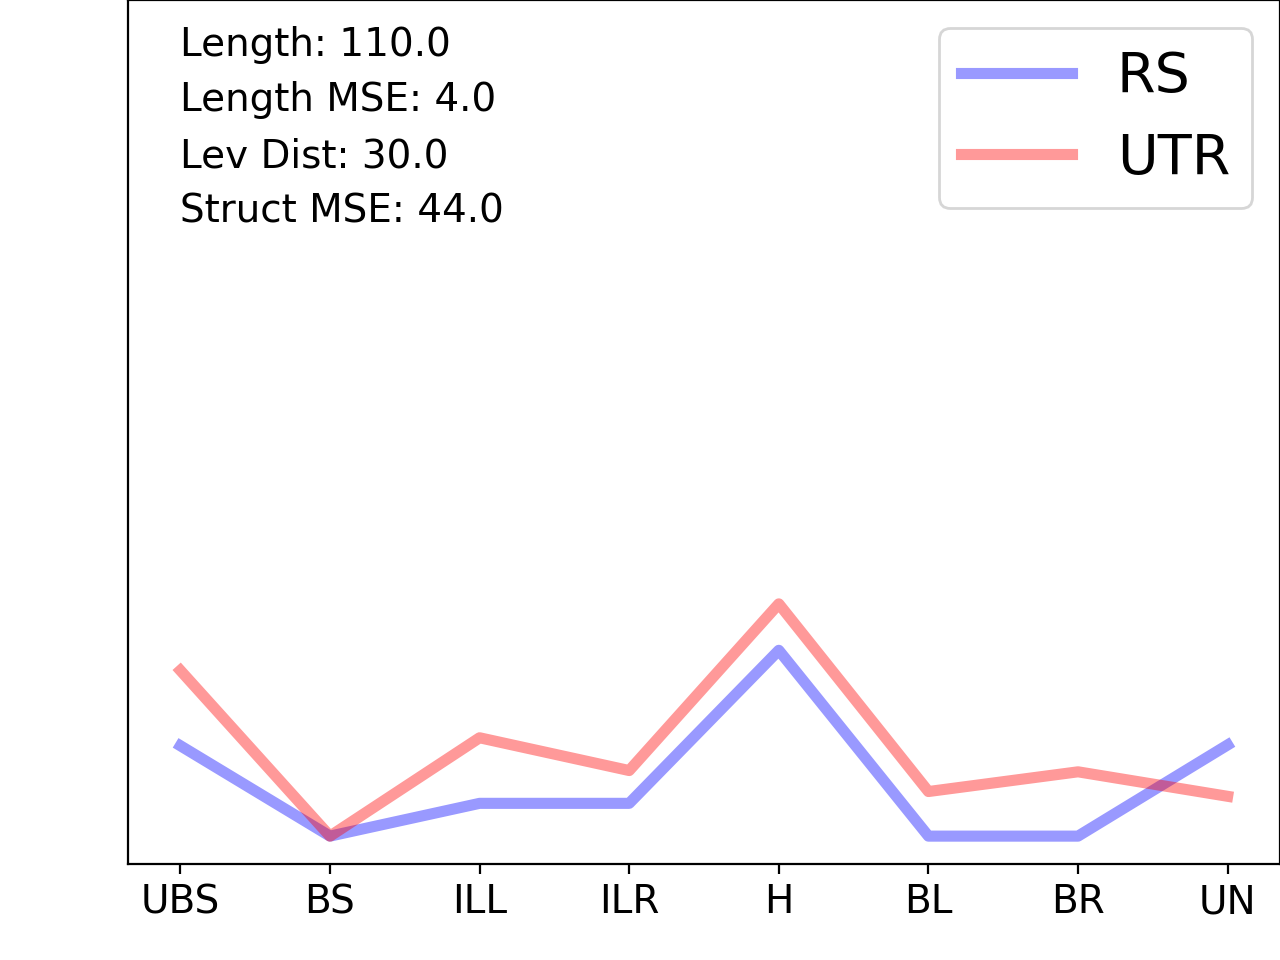 Length: 110.0
Length MSE: 4.0
Lev Dist: 30.0
Struct MSE: 44.0
RS
UTR
UBS BS ILL ILR H BL BR UN